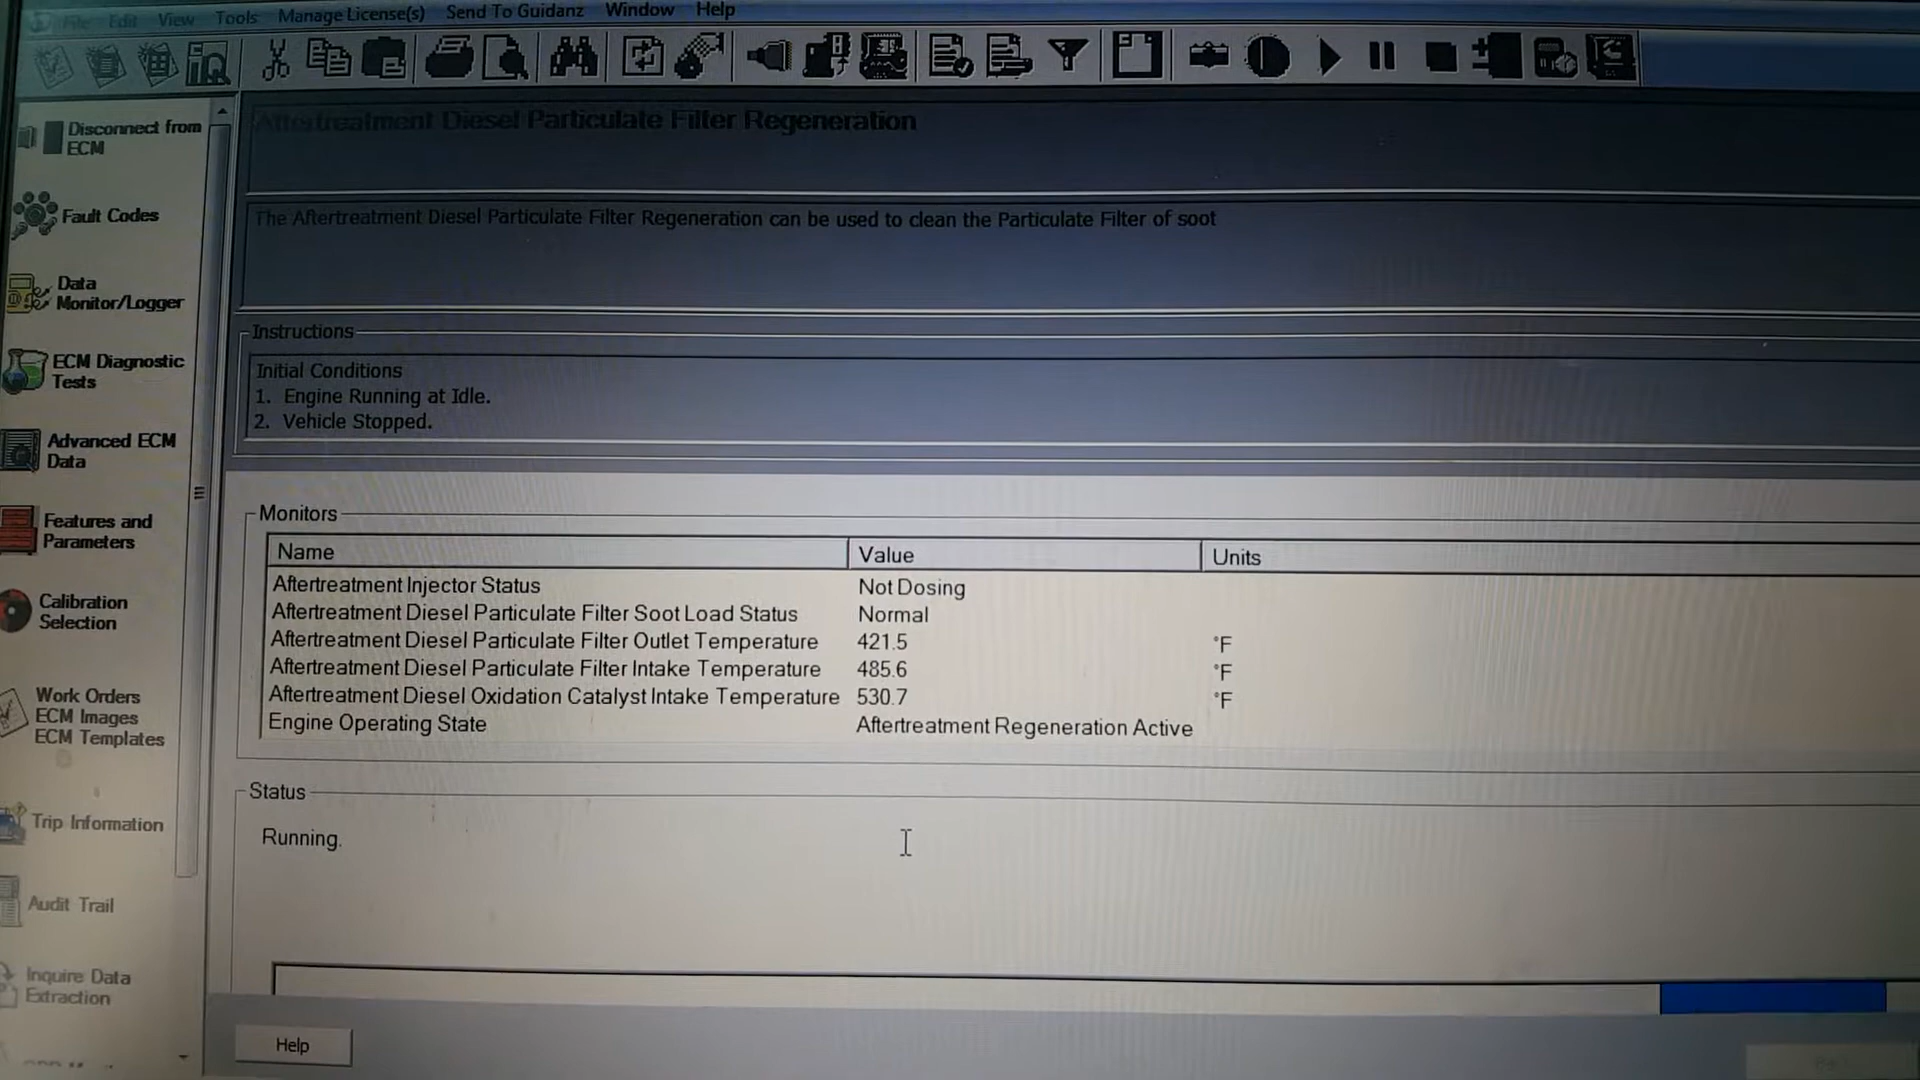 File Edit View Tools Manage License(s) Send To Guidanz Window Help
Disconnect from
ECM
Fault Codes
Data
Monitor/Logger
ECM Diagnostic
Tests
Advanced ECM
Data
Features and
Parameters
Calibration
Selection
Work Orders
ECM Images
ECM Templates
Trip Information
Audit Trail
Inquire Data
Extraction
Aftertreatment Diesel Particulate Filter Regeneration
The Aftertreatment Diesel Particulate Filter Regeneration can be used to clean the Particulate Filter of soot
Instructions
Initial Conditions
1. Engine Running at Idle.
2. Vehicle Stopped.
Monitors
Name Value Units
Aftertreatment Injector Status Not Dosing
Aftertreatment Diesel Particulate Filter Soot Load Status Normal
Aftertreatment Diesel Particulate Filter Outlet Temperature 421.5 °F
Aftertreatment Diesel Particulate Filter Intake Temperature 485.6 °F
Aftertreatment Diesel Oxidation Catalyst Intake Temperature 530.7 °F
Engine Operating State Aftertreatment Regeneration Active
Status
Running.
Help